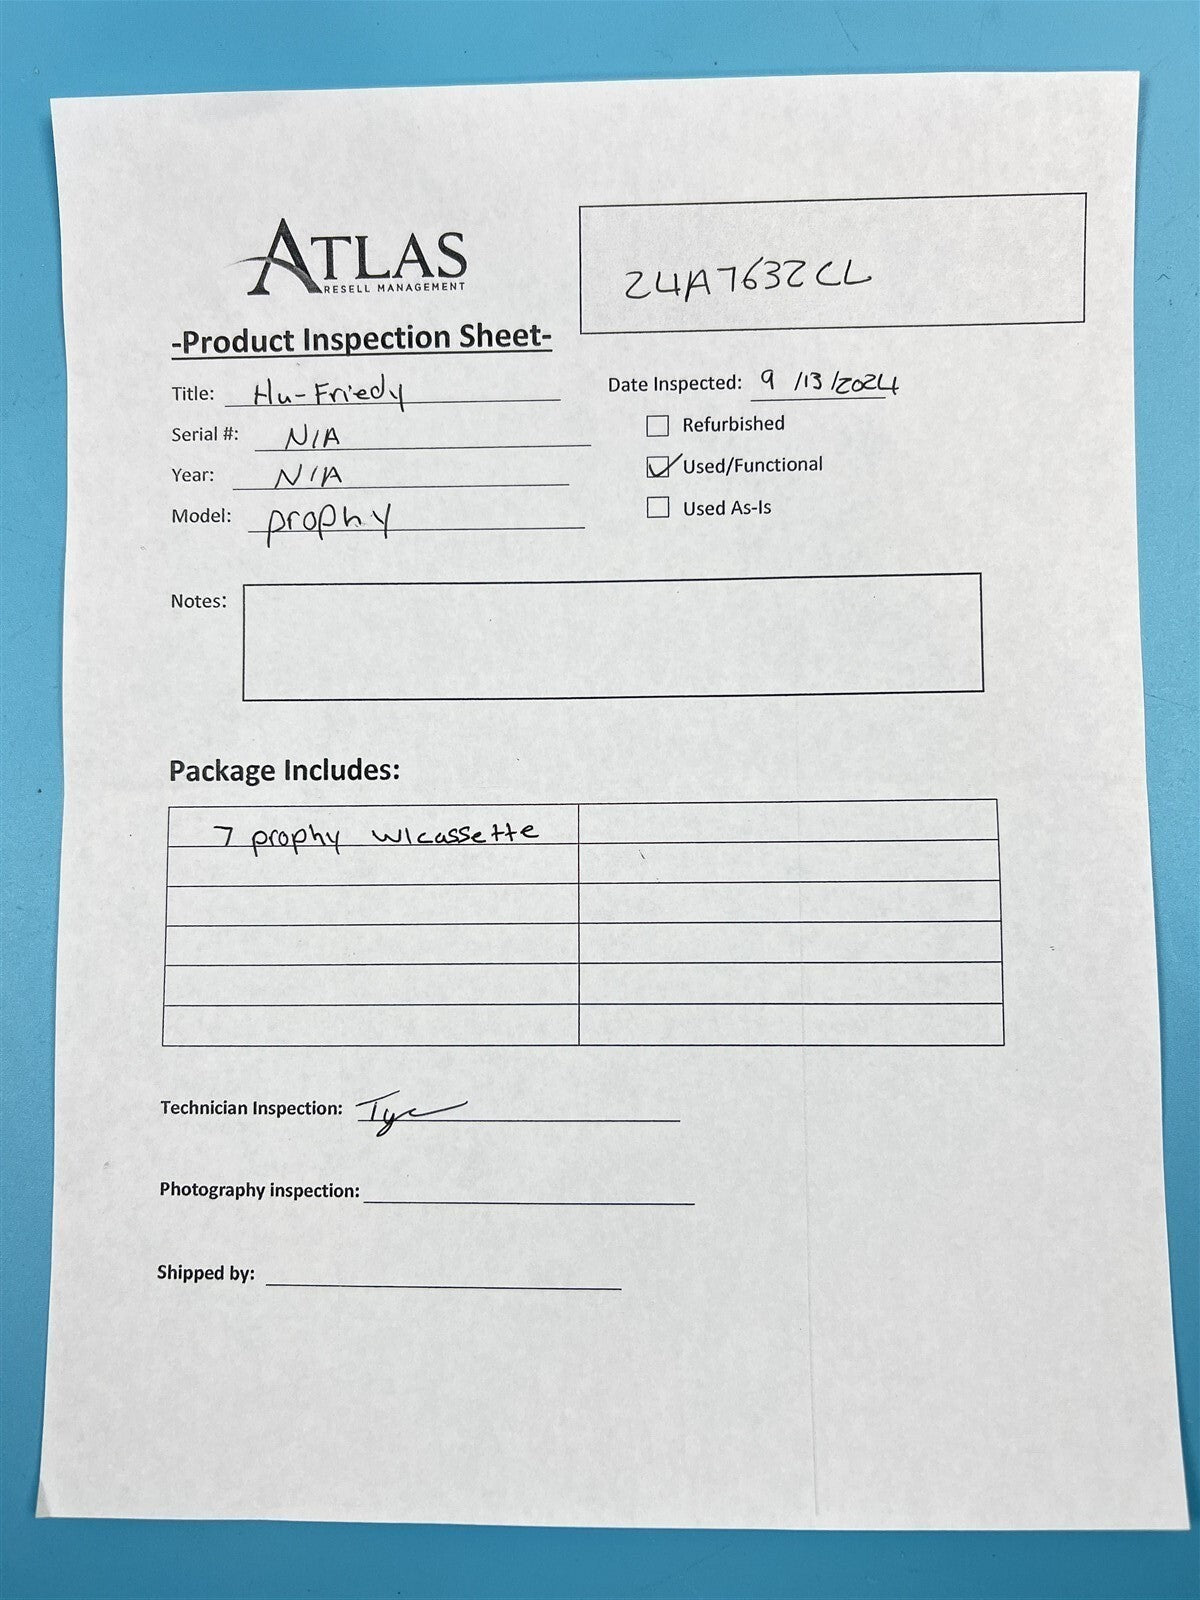 ATLAS
RESELL MANAGEMENT
24A7632CL
-Product Inspection Sheet-
Title: Hu-Friedy
Date Inspected: 9/13/2024
Serial #: N/A
Refurbished
Year: N/A
Used/Functional
Model: prophy
Used As-Is
Notes:
Package Includes:
7 prophy w/cassette
Technician Inspection:
Photography inspection:
Shipped by: